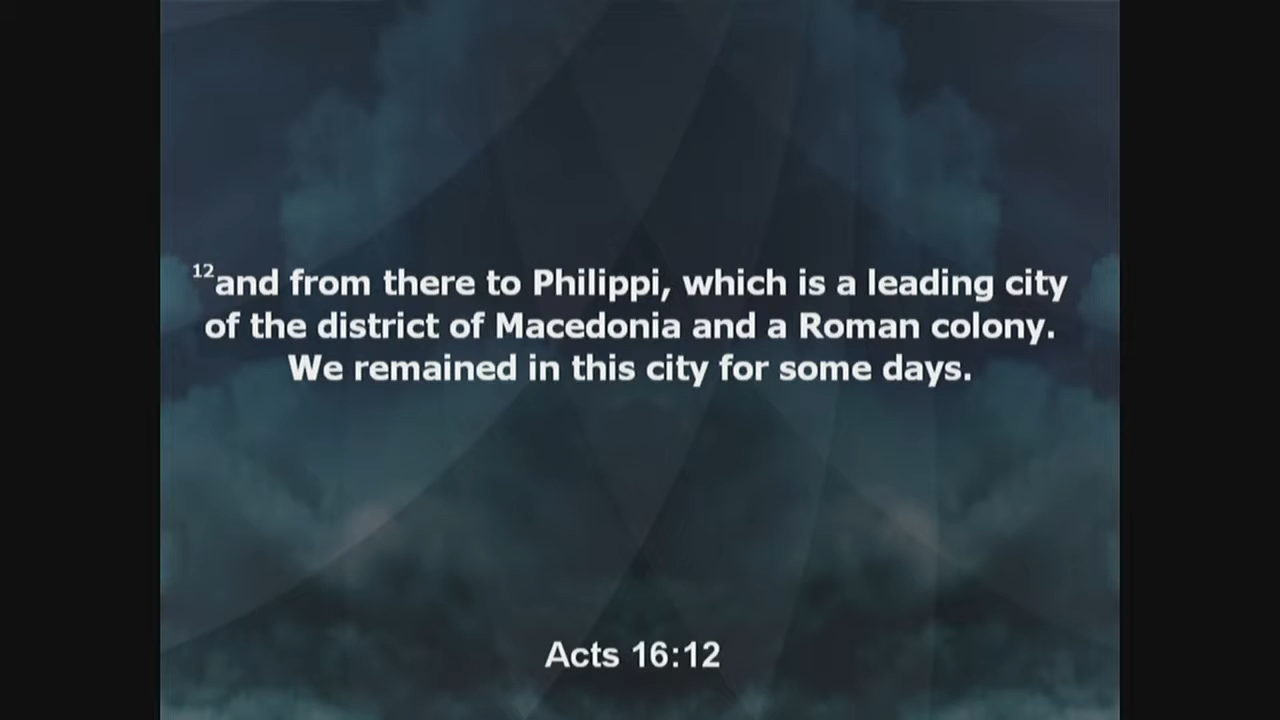 12and from there to Philippi, which is a leading city
of the district of Macedonia and a Roman colony.
We remained in this city for some days.
Acts 16:12